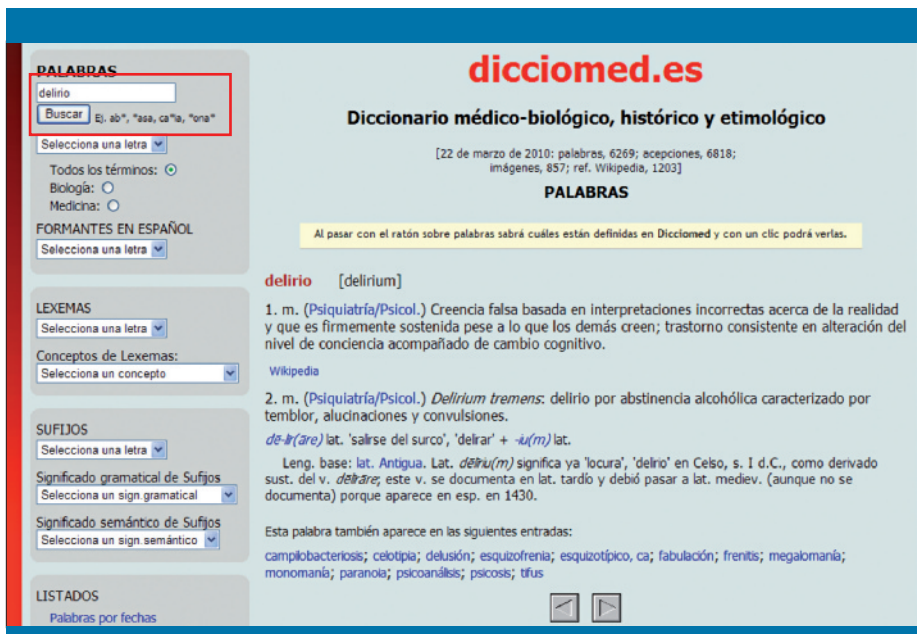 PALABRAS
delirio
Buscar Ej. ab*, *asa, ca*ia, *ona*
Selecciona una letra
Todos los términos:
Biología:
Medicina:
FORMANTES EN ESPAÑOL
Selecciona una letra
LEXEMAS
Selecciona una letra
Conceptos de Lexemas:
Selecciona un concepto
SUFIJOS
Selecciona una letra
Significado gramatical de Sufijos
Selecciona un sign.gramatical
Significado semántico de Sufijos
Selecciona un sign.semántico
LISTADOS
Palabras por fechas
dicciomed.es
Diccionario médico-biológico, histórico y etimológico
[22 de marzo de 2010: palabras, 6269; acepciones, 6818;
imágenes, 857; ref. Wikipedia, 1203]
PALABRAS
Al pasar con el ratón sobre palabras sabrá cuáles están definidas en Dicciomed y con un clic podrá verlas.
delirio [delirium]
1. m. (Psiquiatría/Psicol.) Creencia falsa basada en interpretaciones incorrectas acerca de la realidad
y que es firmemente sostenida pese a lo que los demás creen; trastorno consistente en alteración del
nivel de conciencia acompañado de cambio cognitivo.
Wikipedia
2. m. (Psiquiatría/Psicol.) Delirium tremens: delirio por abstinencia alcohólica caracterizado por
temblor, alucinaciones y convulsiones.
dē-līr(āre) lat. 'salirse del surco', 'delirar' + -iu(m) lat.
Leng. base: lat. Antigua. Lat. dēlīriu(m) significa ya 'locura', 'delirio' en Celso, s. I d.C., como derivado
sust. del v. dēlīrāre; este v. se documenta en lat. tardío y debió pasar a lat. mediev. (aunque no se
documenta) porque aparece en esp. en 1430.
Esta palabra también aparece en las siguientes entradas:
campilobacteriosis; celotipia; delusión; esquizofrenia; esquizotípico, ca; fabulación; frenitis; megalomanía;
monomanía; paranoia; psicoanálisis; psicosis; tifus